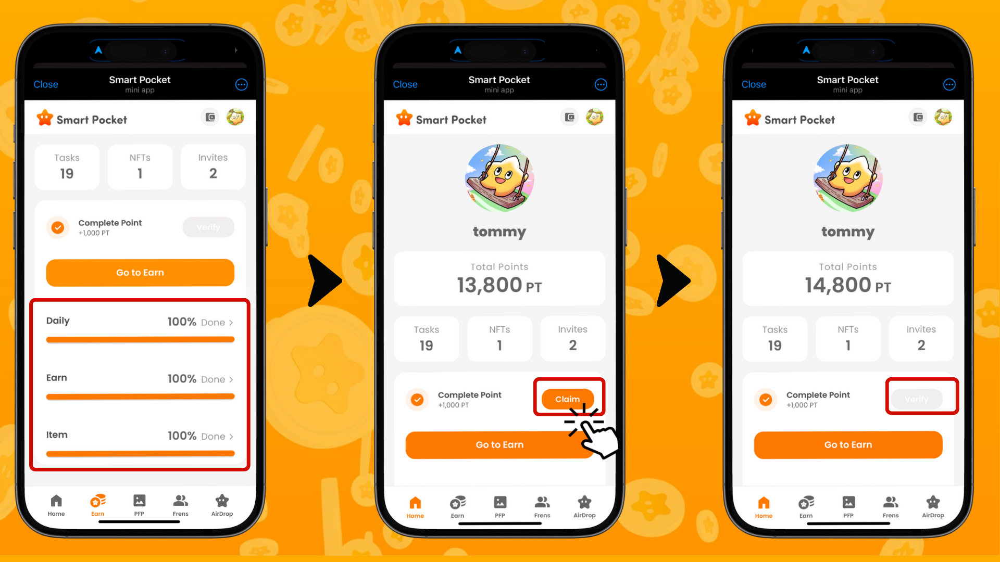 Close
Smart Pocket
mini app
Smart Pocket
Tasks NFTs Invites
19 1 2
Complete Point
+1,000 PT
Verify
Go to Earn
Daily 100% Done >
Earn 100% Done >
Item 100% Done >
Home Earn PFP Frens AirDrop
Close
Smart Pocket
mini app
Smart Pocket
tommy
Total Points
13,800 PT
Tasks NFTs Invites
19 1 2
Complete Point
+1,000 PT
Claim
Go to Earn
Home Earn PFP Frens AirDrop
Close
Smart Pocket
mini app
Smart Pocket
tommy
Total Points
14,800 PT
Tasks NFTs Invites
19 1 2
Complete Point
+1,000 PT
Verify
Go to Earn
Home Earn PFP Frens AirDrop